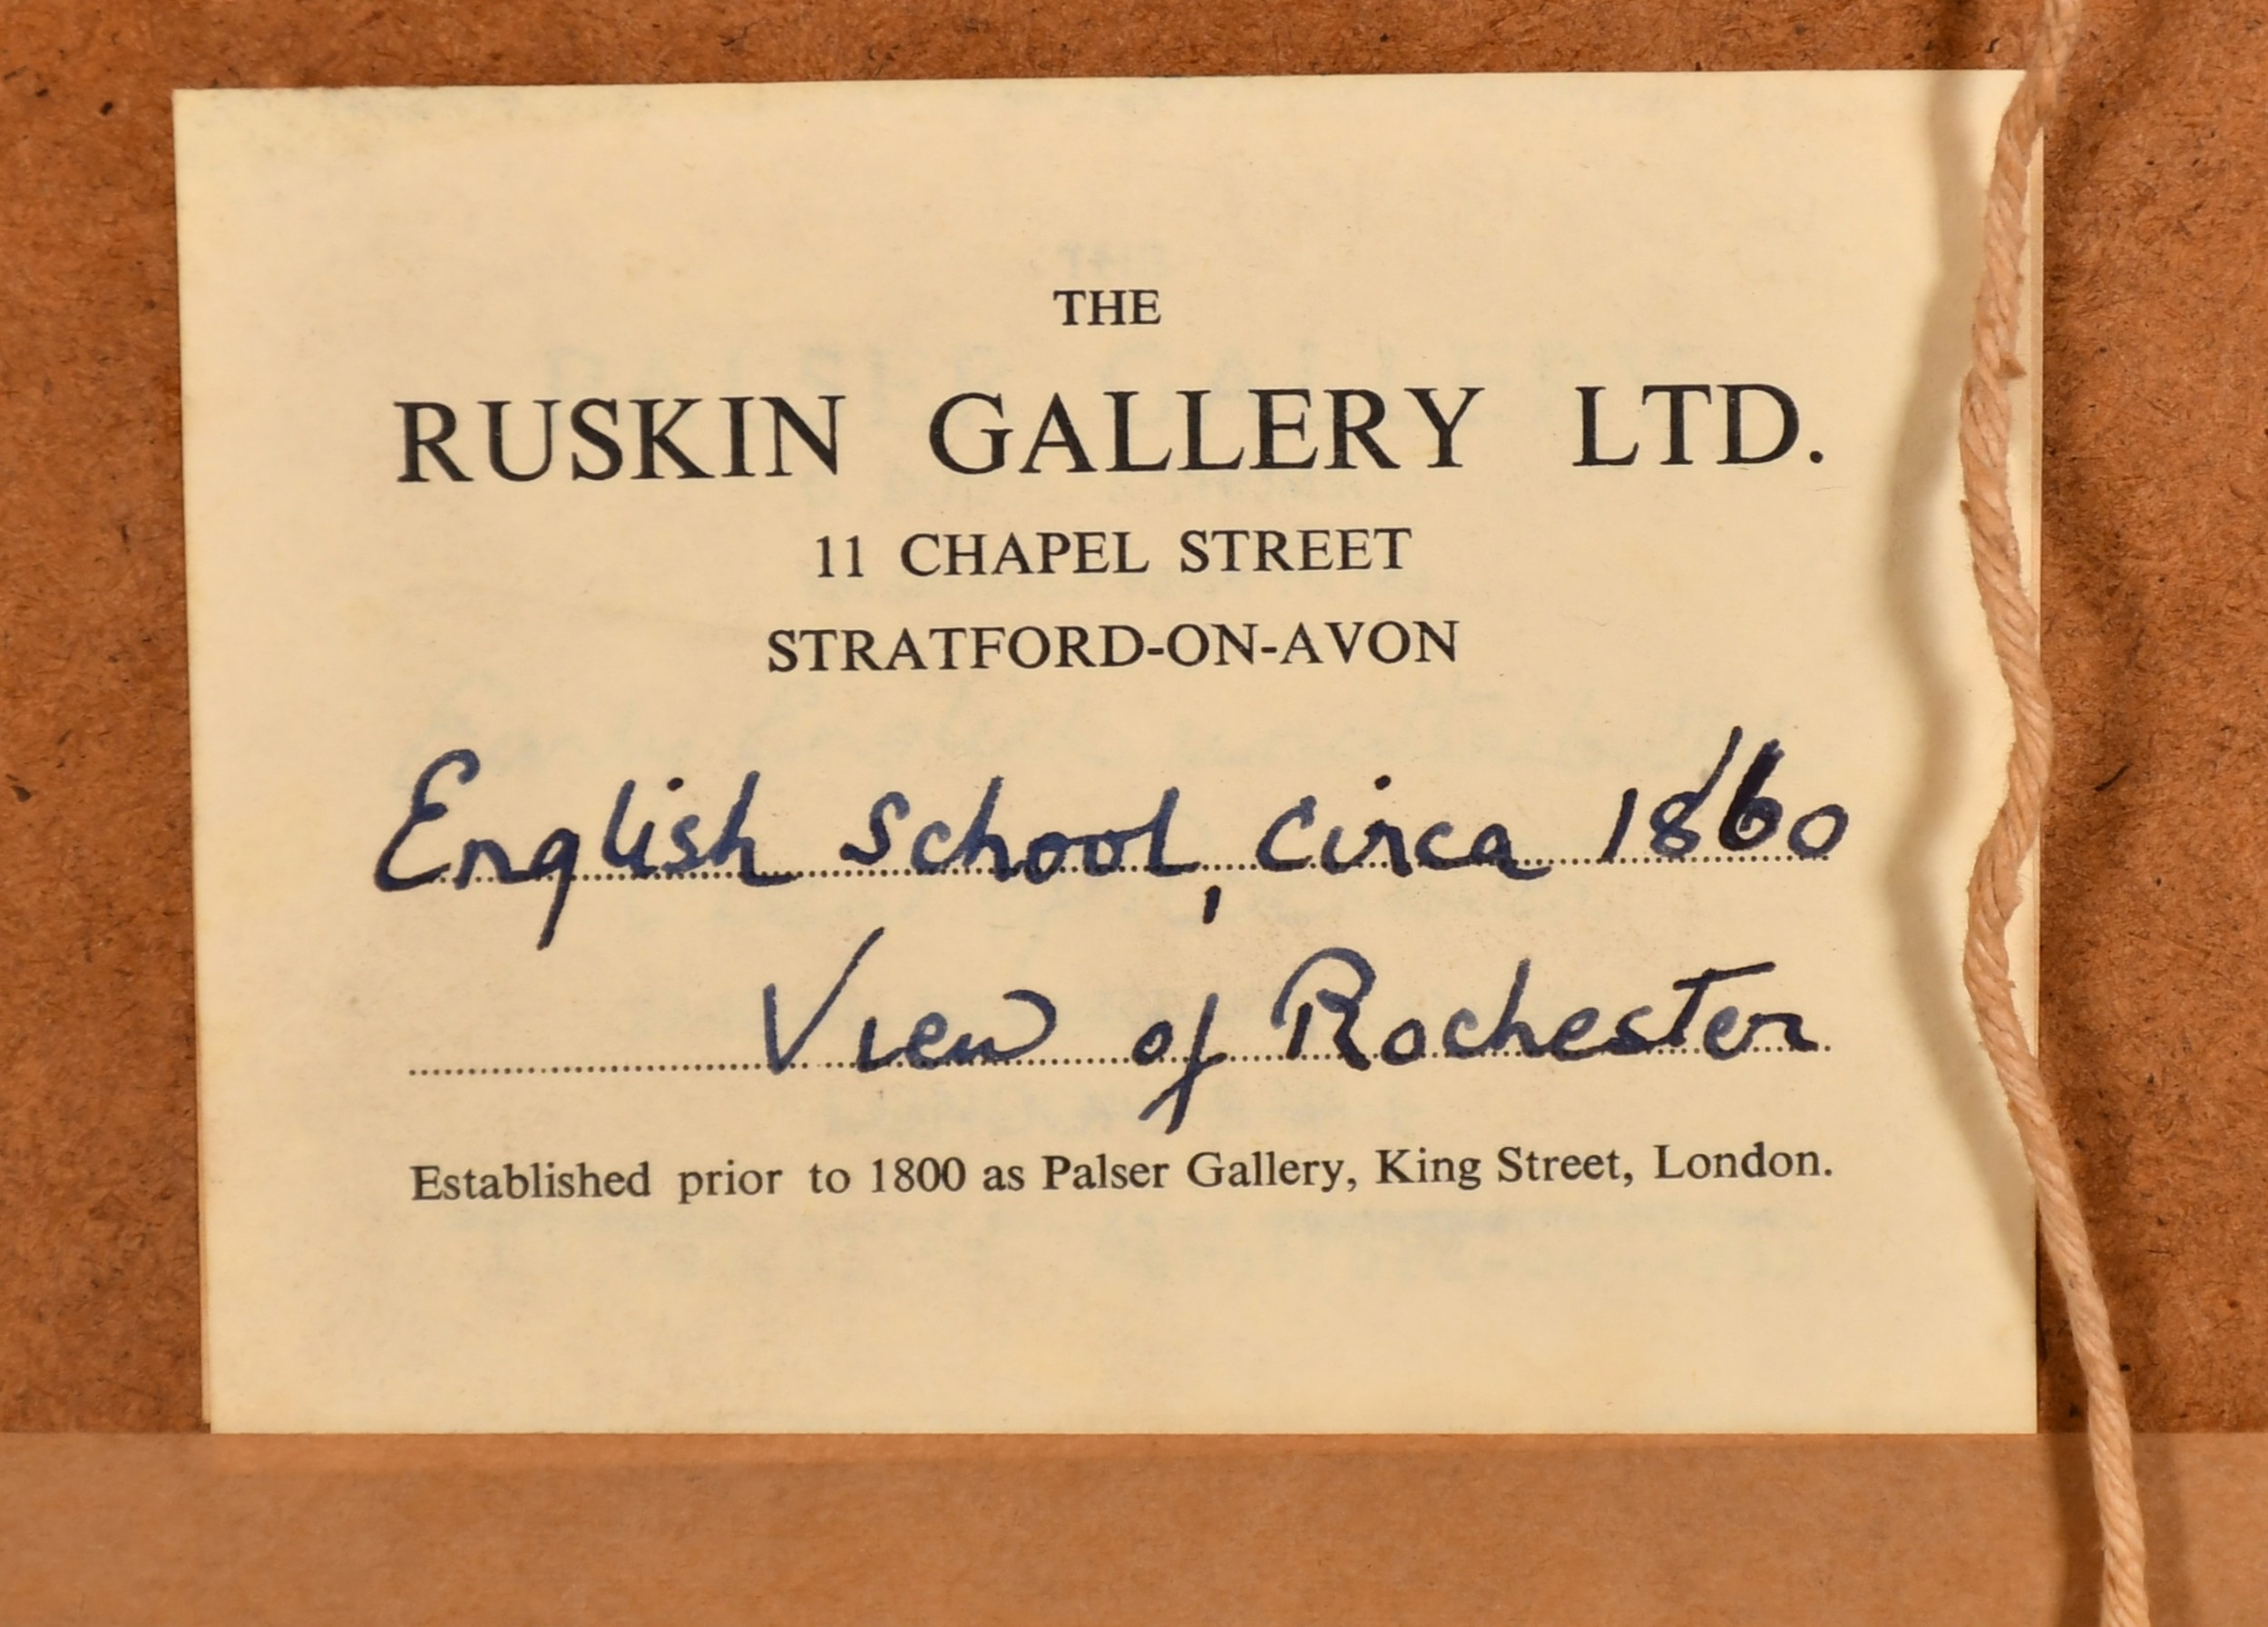 THE
RUSKIN GALLERY LTD.
11 CHAPEL STREET
STRATFORD-ON-AVON
English School, circa 1860
View of Rochester
Established prior to 1800 as Palser Gallery, King Street, London.